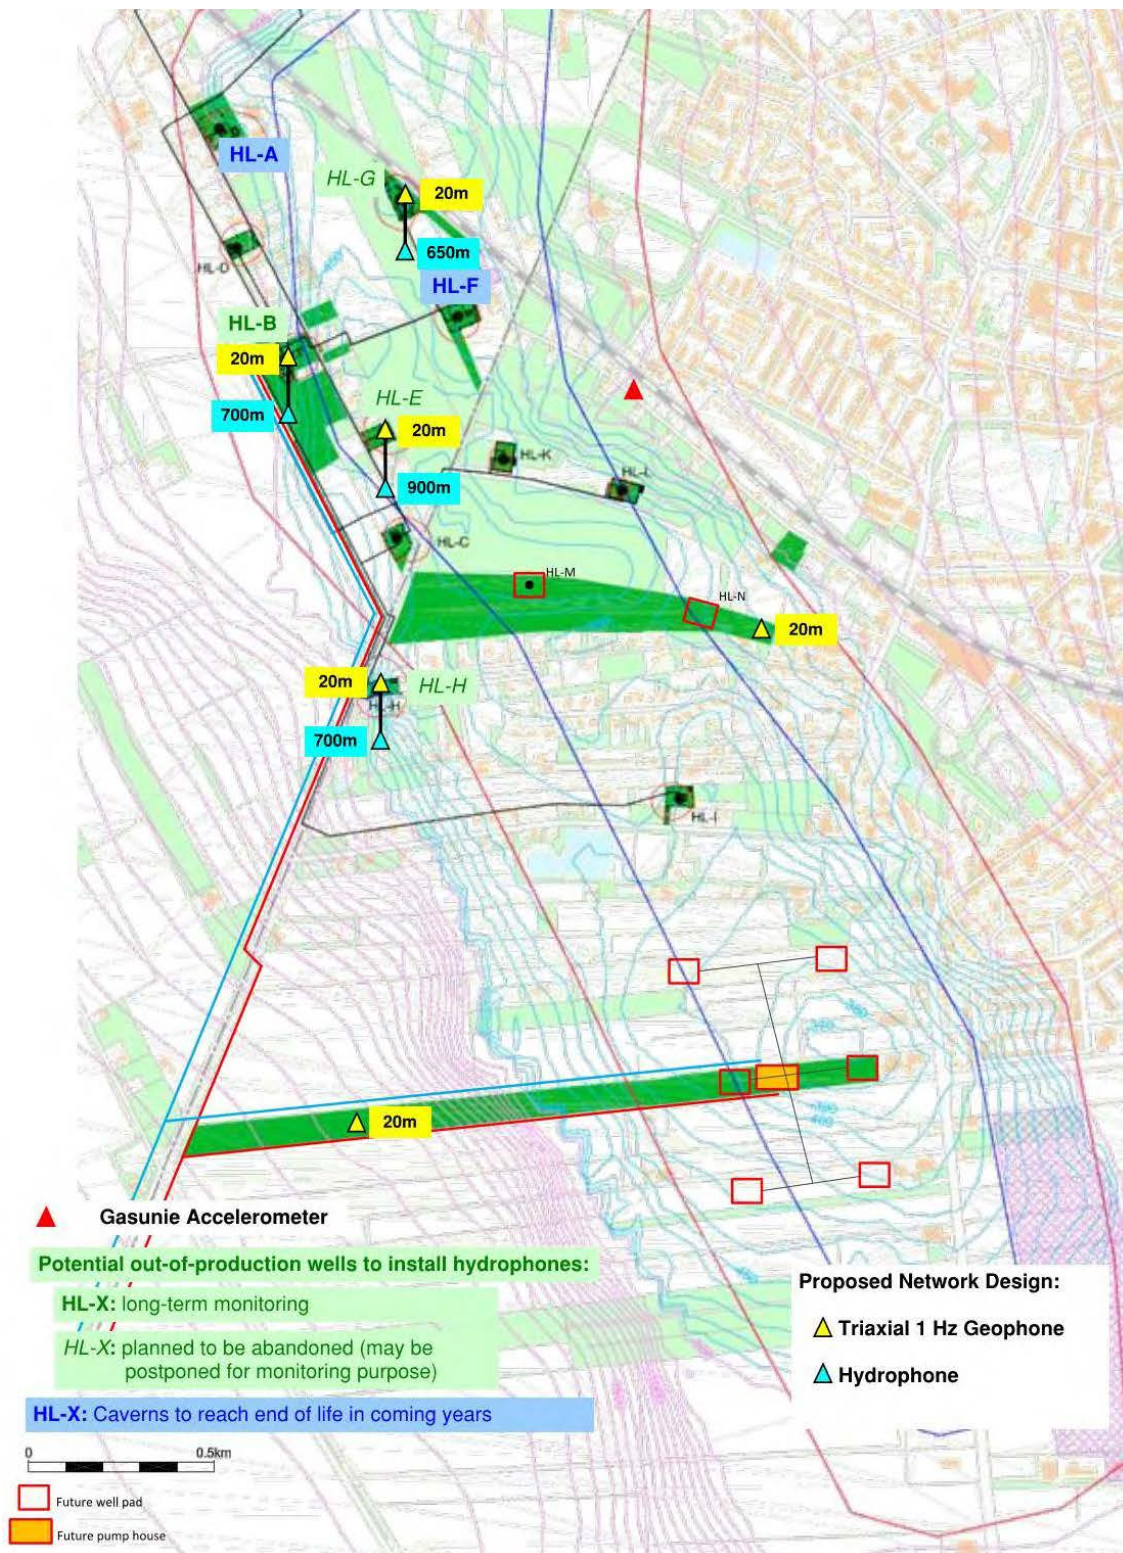 HL-A
HL-G
20m
650m
HL-D
HL-F
HL-B
20m
HL-E
700m
20m
HL-K
HL-L
900m
HL-C
HL-M
HL-N
20m
20m
HL-H
HL-H
700m
HL-I
20m
Gasunie Accelerometer
Potential out-of-production wells to install hydrophones:
HL-X: long-term monitoring
HL-X: planned to be abandoned (may be
postponed for monitoring purpose)
HL-X: Caverns to reach end of life in coming years
0 0.5km
Future well pad
Future pump house
Proposed Network Design:
Triaxial 1 Hz Geophone
Hydrophone